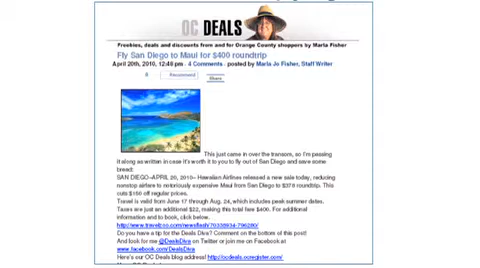 OC DEALS
Freebies, deals and discounts from and for Orange County shoppers by Marla Fisher
Fly San Diego to Maui for $400 roundtrip
April 20th, 2010, 12:48 pm · 4 Comments · posted by Marla Jo Fisher, Staff Writer
Recommend
Share
This just came in over the transom, so I'm passing
it along as written in case it's worth it to you to fly out of San Diego and save some
bread:
SAN DIEGO–APRIL 20, 2010– Hawaiian Airlines released a new sale today, reducing
nonstop airfare to notoriously expensive Maui from San Diego to $378 roundtrip. This
cuts $150 off regular prices.
Travel is valid from June 17 through Aug. 24, which includes peak summer dates.
Taxes are just an additional $22, making this total fare $400. For additional
information and to book, click below.
Do you have a tip for the Deals Diva? Comment on the bottom of this post!
And look for me @DealsDiva on Twitter or join me on Facebook at
www.facebook.com/DealsDiva!
Here's our OC Deals blog address! http://ocdeals.ocregister.com/